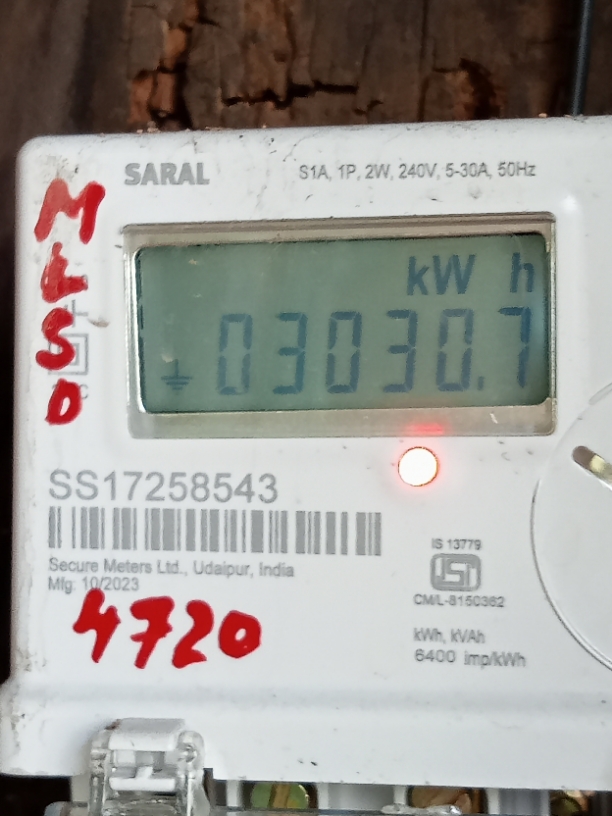 SARAL
S1A, 1P, 2W, 240V, 5-30A, 50Hz
kW h
03030.7
SS17258543
Secure Meters Ltd., Udaipur, India
Mfg: 10/2023
4720
IS 13779
CM/L-8150362
kWh, kVAh
6400 imp/kWh